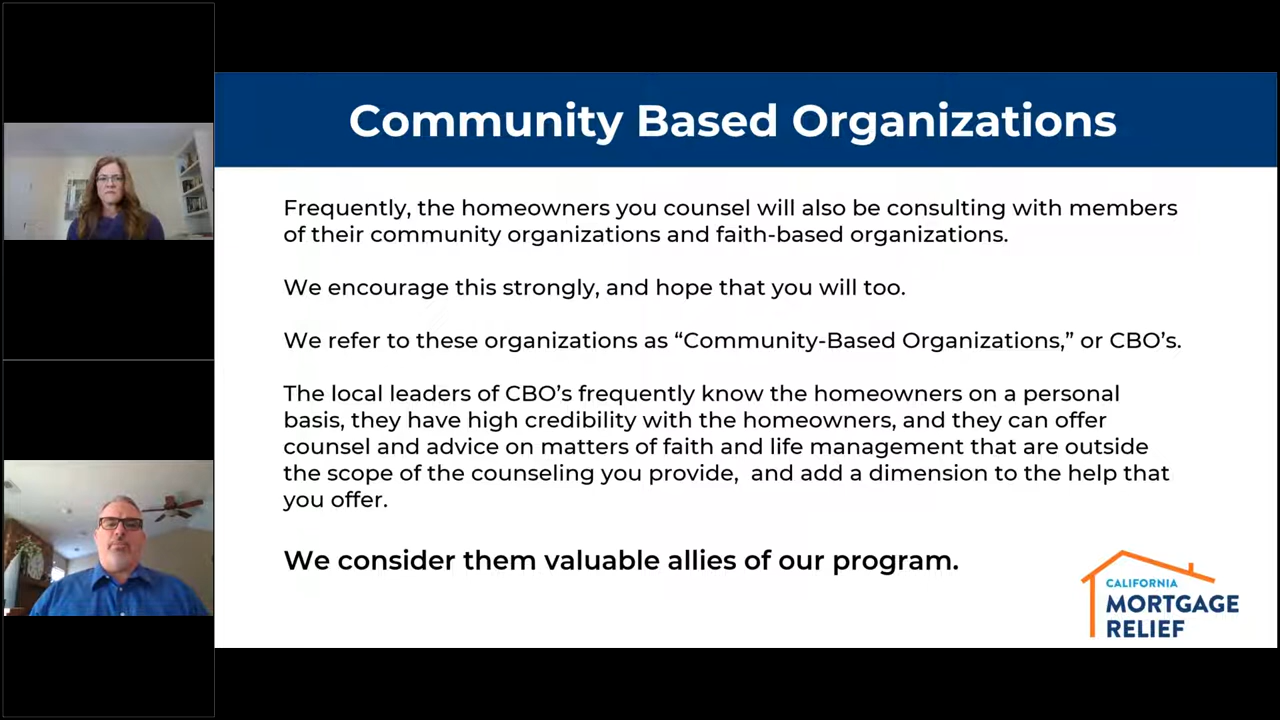 Community Based Organizations
Frequently, the homeowners you counsel will also be consulting with members
of their community organizations and faith-based organizations.
We encourage this strongly, and hope that you will too.
We refer to these organizations as “Community-Based Organizations,” or CBO’s.
The local leaders of CBO’s frequently know the homeowners on a personal
basis, they have high credibility with the homeowners, and they can offer
counsel and advice on matters of faith and life management that are outside
the scope of the counseling you provide,  and add a dimension to the help that
you offer.
We consider them valuable allies of our program.
CALIFORNIA
MORTGAGE
RELIEF